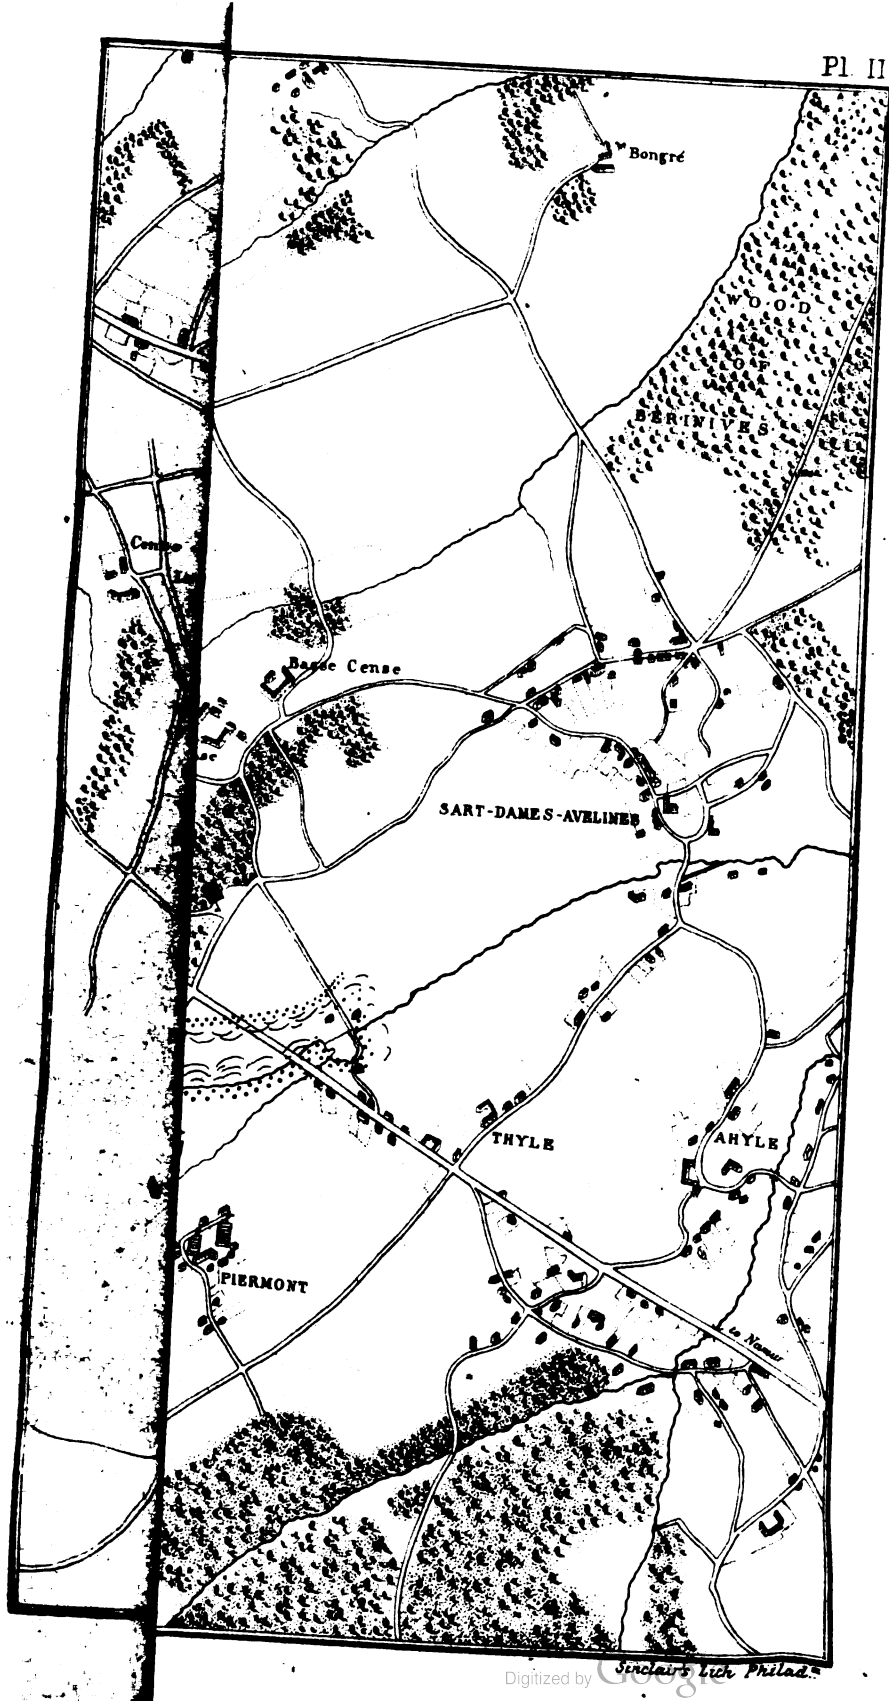 Pl. II
Bongré
WOOD
OF
BERINIVES
Basse Cense
SART-DAMES-AVELINES
THYLE
AHYLE
PIERMONT
to Namur
Sinclair's Lith Philad.
Digitized by Google